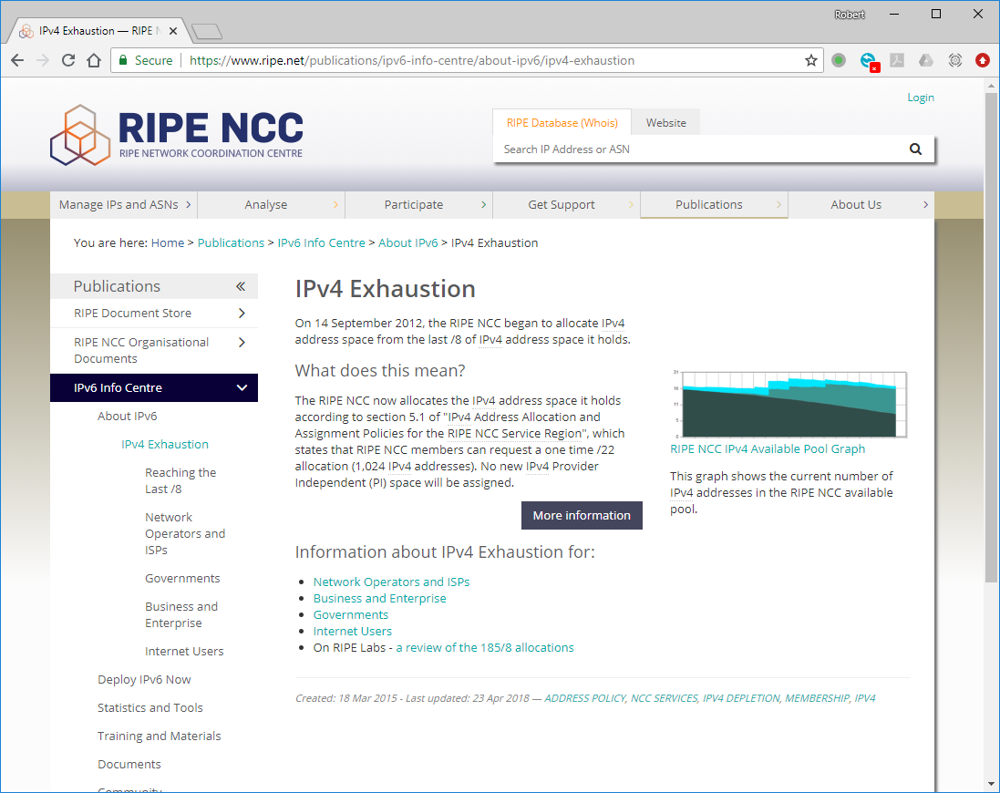 Robert
IPv4 Exhaustion — RIPE N
Secure
https://www.ripe.net/publications/ipv6-info-centre/about-ipv6/ipv4-exhaustion
Login
RIPE NCC
RIPE NETWORK COORDINATION CENTRE
RIPE Database (Whois)
Website
Search IP Address or ASN
Manage IPs and ASNs
Analyse
Participate
Get Support
Publications
About Us
You are here: Home > Publications > IPv6 Info Centre > About IPv6 > IPv4 Exhaustion
Publications
RIPE Document Store
RIPE NCC Organisational
Documents
IPv6 Info Centre
About IPv6
IPv4 Exhaustion
Reaching the
Last /8
Network
Operators and
ISPs
Governments
Business and
Enterprise
Internet Users
Deploy IPv6 Now
Statistics and Tools
Training and Materials
Documents
Community
IPv4 Exhaustion
On 14 September 2012, the RIPE NCC began to allocate IPv4
address space from the last /8 of IPv4 address space it holds.
What does this mean?
The RIPE NCC now allocates the IPv4 address space it holds
according to section 5.1 of "IPv4 Address Allocation and
Assignment Policies for the RIPE NCC Service Region", which
states that RIPE NCC members can request a one time /22
allocation (1,024 IPv4 addresses). No new IPv4 Provider
Independent (PI) space will be assigned.
More information
RIPE NCC IPv4 Available Pool Graph
This graph shows the current number of
IPv4 addresses in the RIPE NCC available
pool.
Information about IPv4 Exhaustion for:
Network Operators and ISPs
Business and Enterprise
Governments
Internet Users
On RIPE Labs - a review of the 185/8 allocations
Created: 18 Mar 2015 - Last updated: 23 Apr 2018 — ADDRESS POLICY, NCC SERVICES, IPV4 DEPLETION, MEMBERSHIP, IPV4